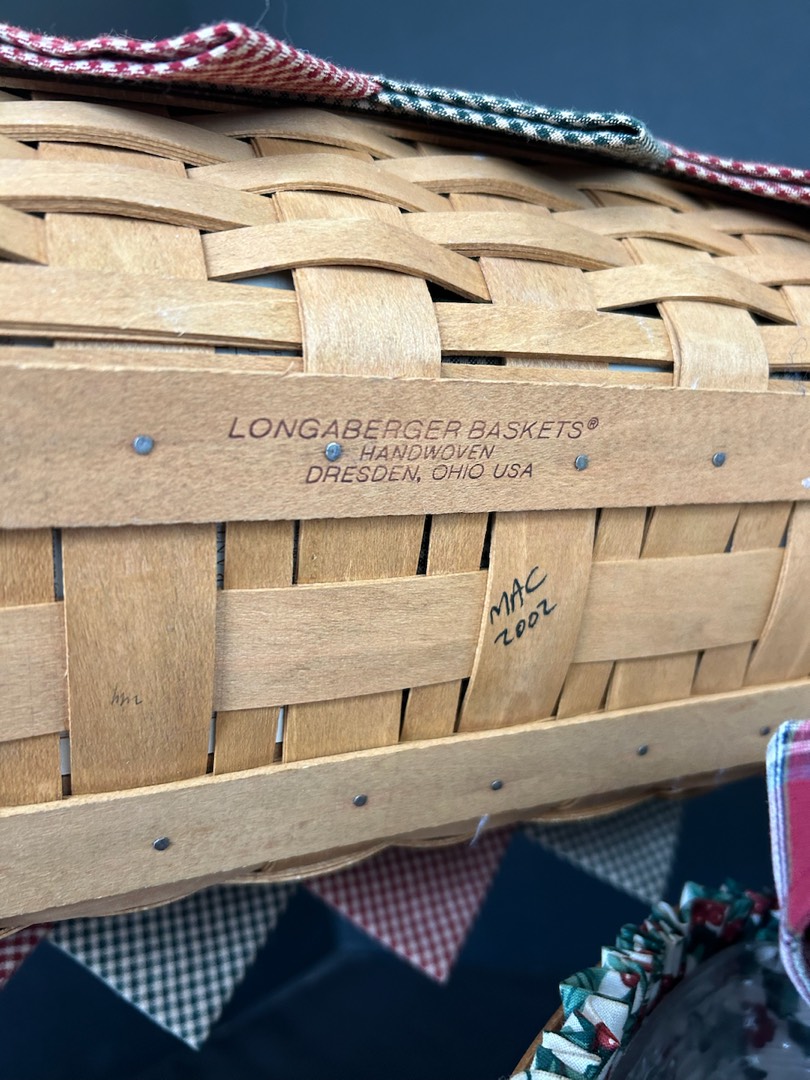 LONGABERGER BASKETS®
HANDWOVEN
DRESDEN, OHIO USA
MAC
2002